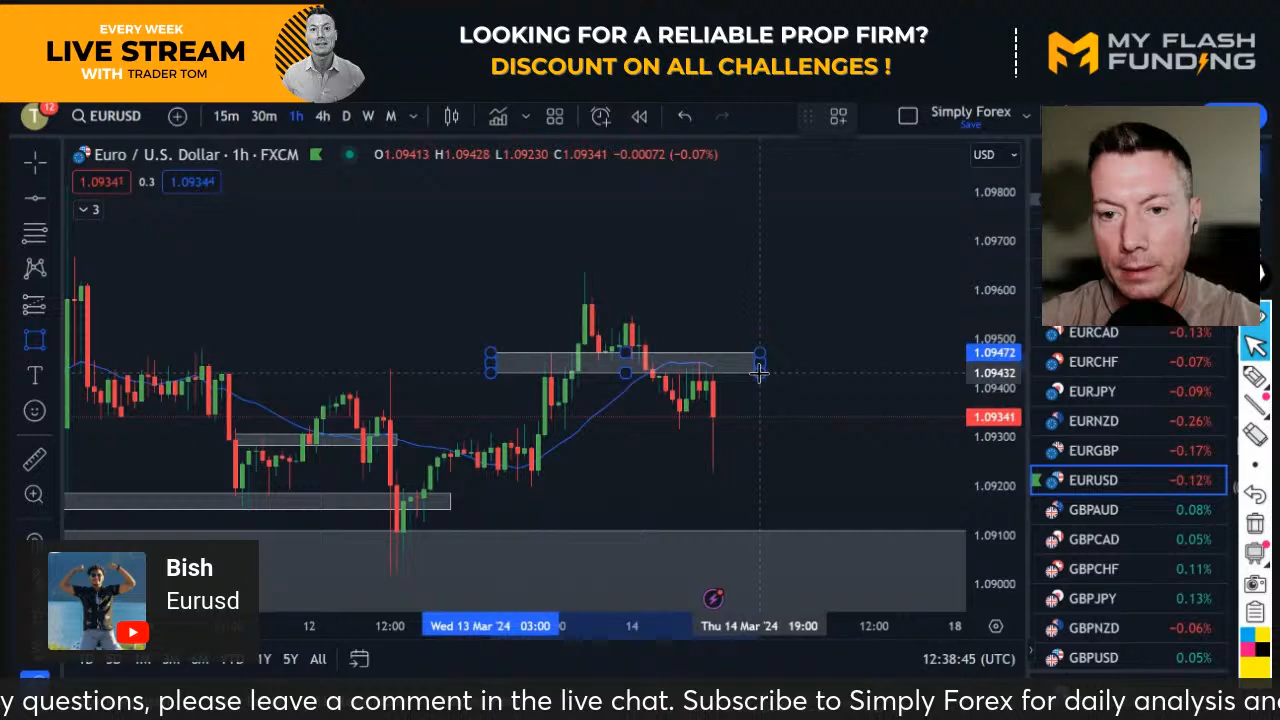 EVERY WEEK
LIVE STREAM
WITH TRADER TOM
LOOKING FOR A RELIABLE PROP FIRM?
DISCOUNT ON ALL CHALLENGES !
MY FLASH
FUNDING
T 12
EURUSD
15m 30m 1h 4h D W M
Simply Forex
Save
Euro / U.S. Dollar · 1h · FXCM
O1.09413 H1.09428 L1.09230 C1.09341 −0.00072 (−0.07%)
USD
1.09341 0.3 1.09344
3
1.09800
1.09700
1.09600
1.09500
1.09472
1.09432
1.09400
1.09341
1.09300
1.09200
1.09100
1.09000
EURCAD −0.13%
EURCHF −0.07%
EURJPY −0.09%
EURNZD −0.26%
EURGBP −0.17%
EURUSD −0.12%
GBPAUD 0.08%
GBPCAD 0.05%
GBPCHF 0.11%
GBPJPY 0.13%
GBPNZD −0.06%
GBPUSD 0.05%
Bish
Eurusd
12 12:00 Wed 13 Mar '24 03:00 14 Thu 14 Mar '24 19:00 12:00 18
1Y 5Y All
12:38:45 (UTC)
y questions, please leave a comment in the live chat. Subscribe to Simply Forex for daily analysis an